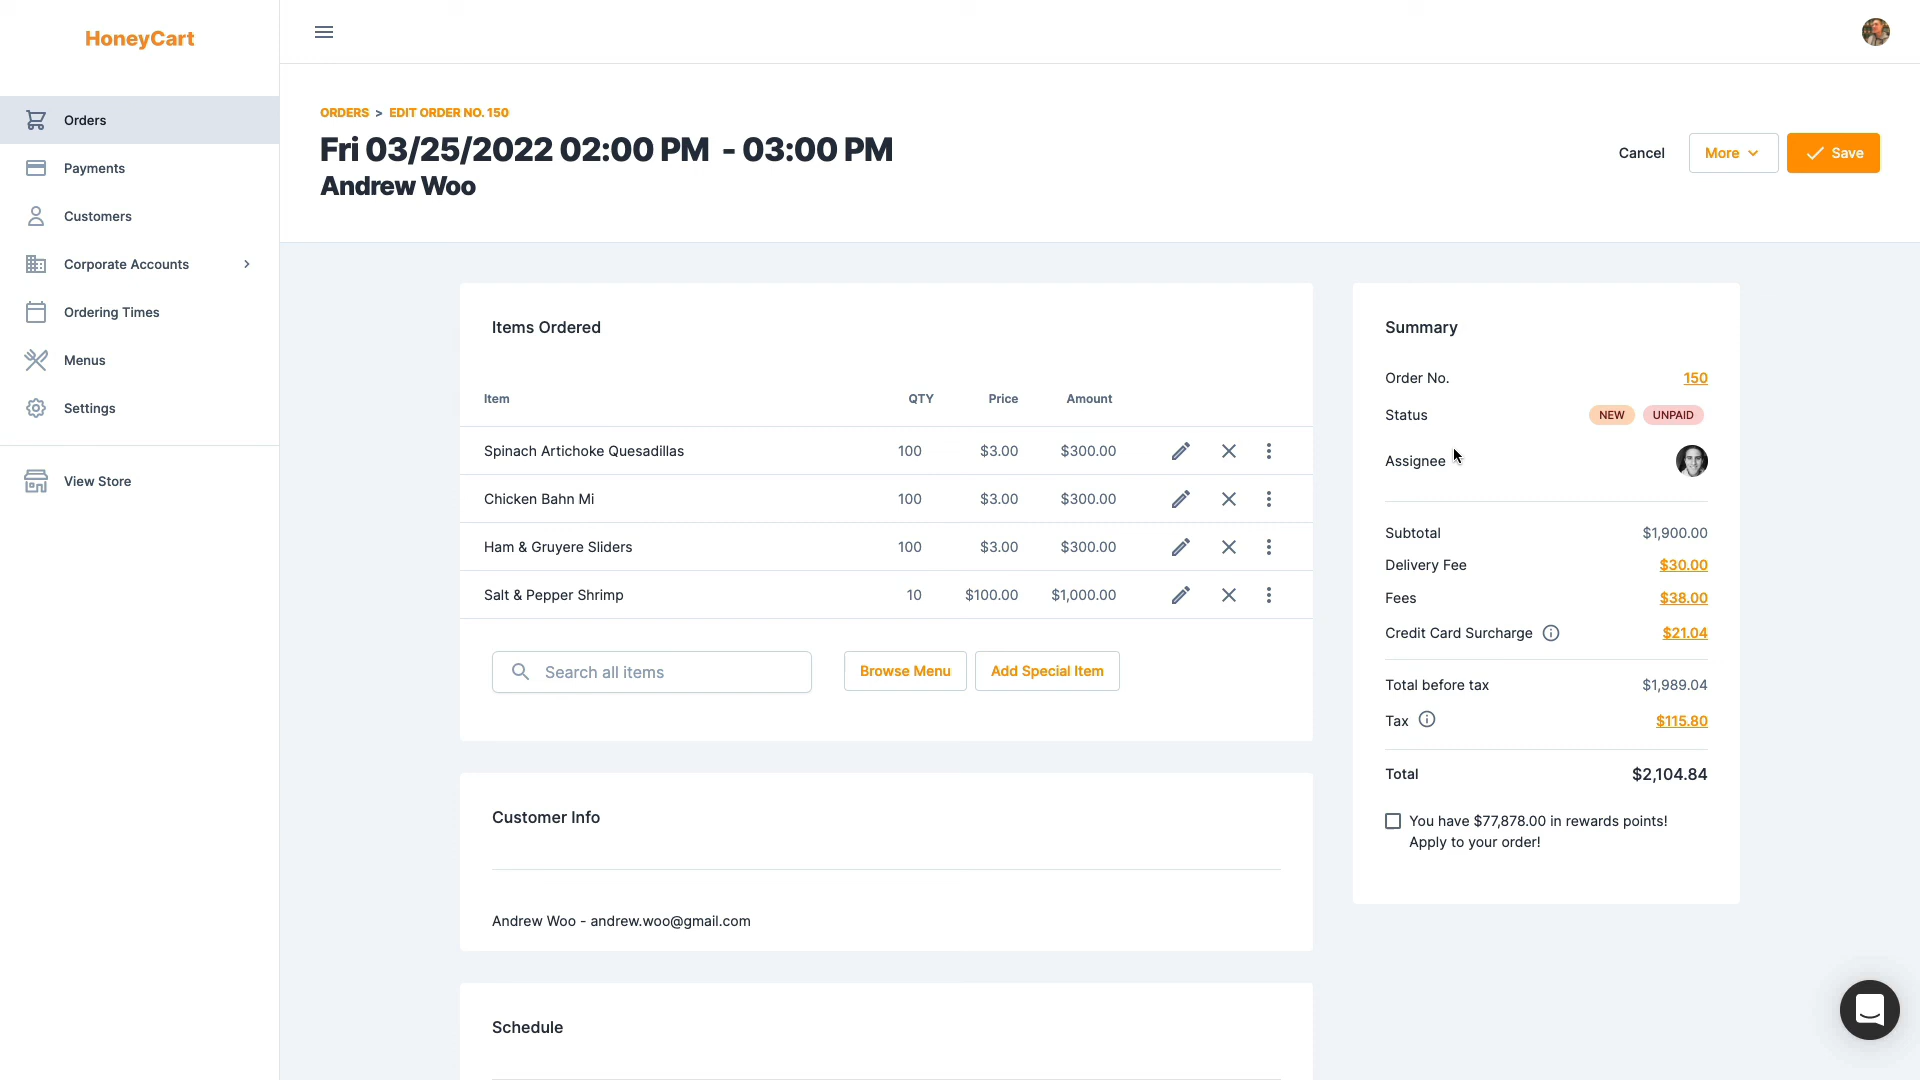 HoneyCart
Orders
Payments
Customers
Corporate Accounts
Ordering Times
Menus
Settings
View Store
ORDERS > EDIT ORDER NO. 150
Fri 03/25/2022 02:00 PM - 03:00 PM
Andrew Woo
Cancel
More
Save
Items Ordered
Item QTY Price Amount
Spinach Artichoke Quesadillas 100 $3.00 $300.00
Chicken Bahn Mi 100 $3.00 $300.00
Ham & Gruyere Sliders 100 $3.00 $300.00
Salt & Pepper Shrimp 10 $100.00 $1,000.00
Search all items
Browse Menu
Add Special Item
Customer Info
Andrew Woo - andrew.woo@gmail.com
Schedule
Summary
Order No. 150
Status NEW UNPAID
Assignee
Subtotal $1,900.00
Delivery Fee $30.00
Fees $38.00
Credit Card Surcharge $21.04
Total before tax $1,989.04
Tax $115.80
Total $2,104.84
You have $77,878.00 in rewards points!
Apply to your order!